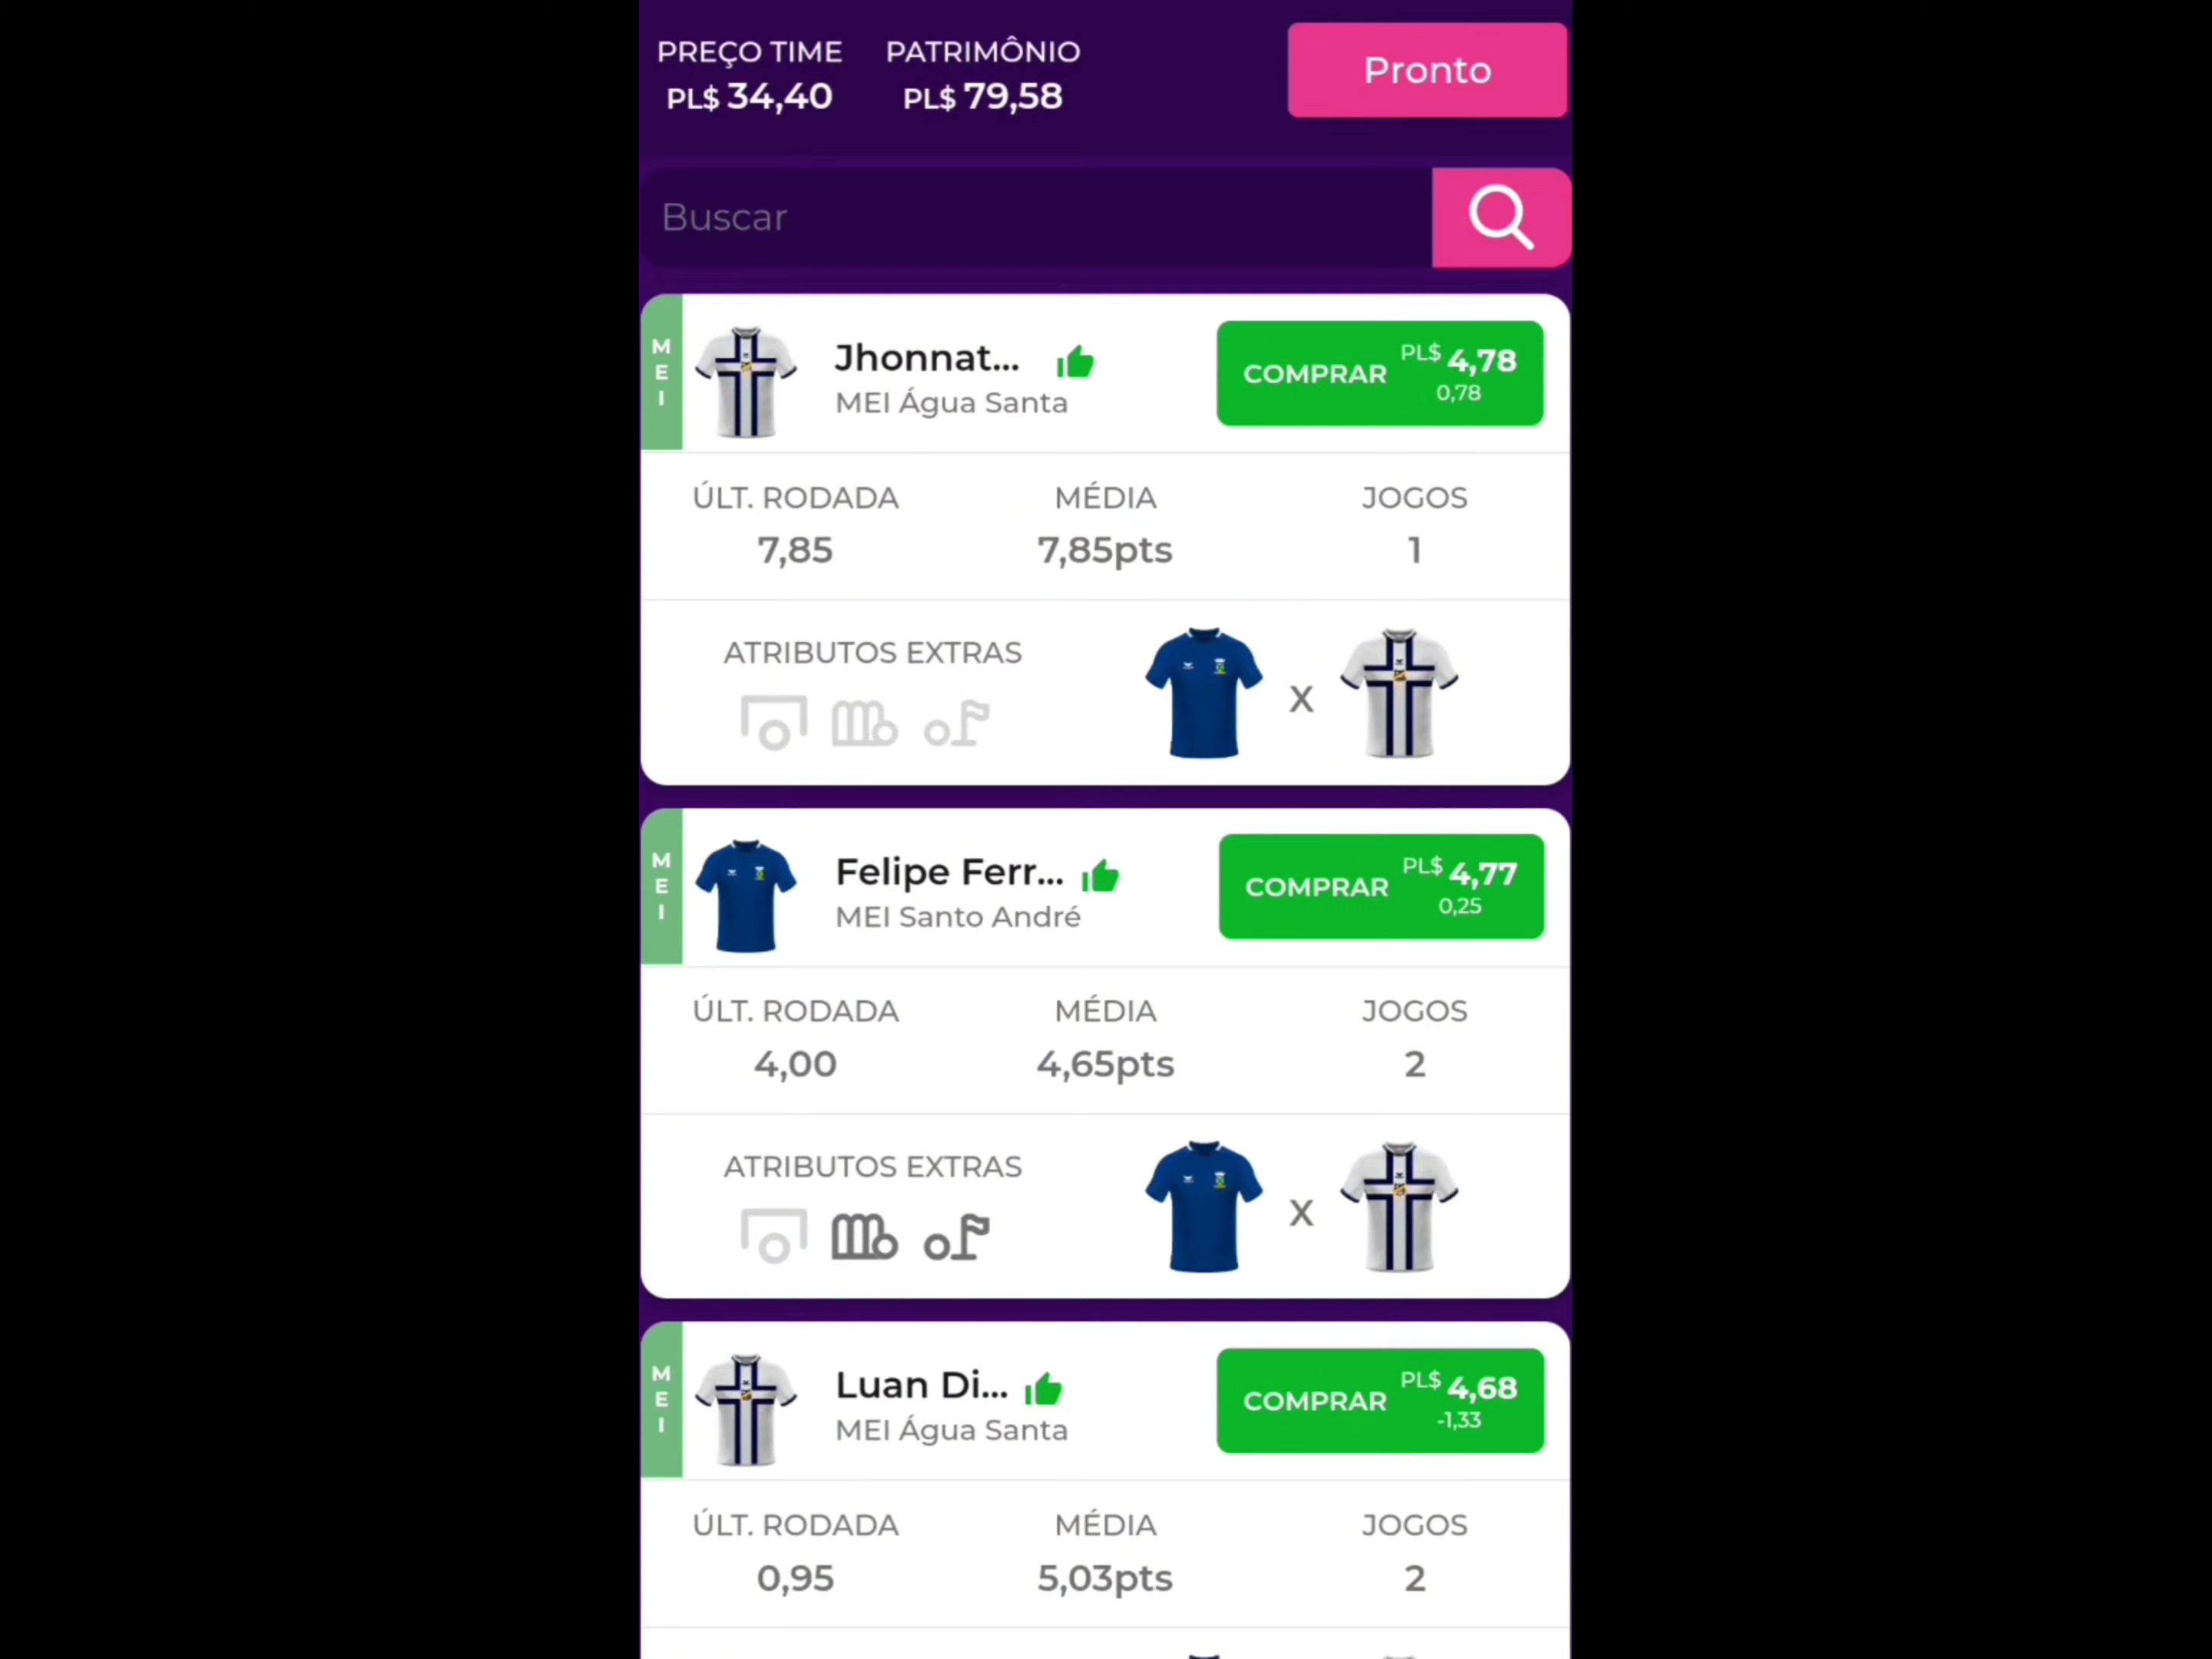 PREÇO TIME PATRIMÔNIO
PL$ 34,40 PL$ 79,58
Pronto
Buscar
MEI
Jhonnat...
MEI Água Santa
COMPRAR PL$ 4,78
0,78
ÚLT. RODADA MÉDIA JOGOS
7,85 7,85pts 1
ATRIBUTOS EXTRAS
X
MEI
Felipe Ferr...
MEI Santo André
COMPRAR PL$ 4,77
0,25
ÚLT. RODADA MÉDIA JOGOS
4,00 4,65pts 2
ATRIBUTOS EXTRAS
X
MEI
Luan Di...
MEI Água Santa
COMPRAR PL$ 4,68
-1,33
ÚLT. RODADA MÉDIA JOGOS
0,95 5,03pts 2